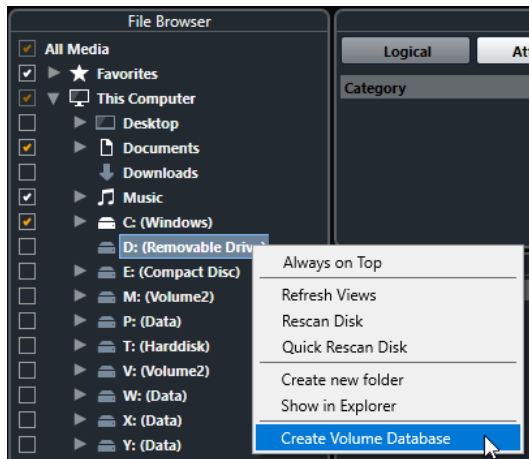 File Browser
All Media
Favorites
This Computer
Desktop
Documents
Downloads
Music
C: (Windows)
D: (Removable Drive)
E: (Compact Disc)
M: (Volume2)
P: (Data)
T: (Harddisk)
V: (Volume2)
W: (Data)
X: (Data)
Y: (Data)
Logical
Att
Category
Always on Top
Refresh Views
Rescan Disk
Quick Rescan Disk
Create new folder
Show in Explorer
Create Volume Database